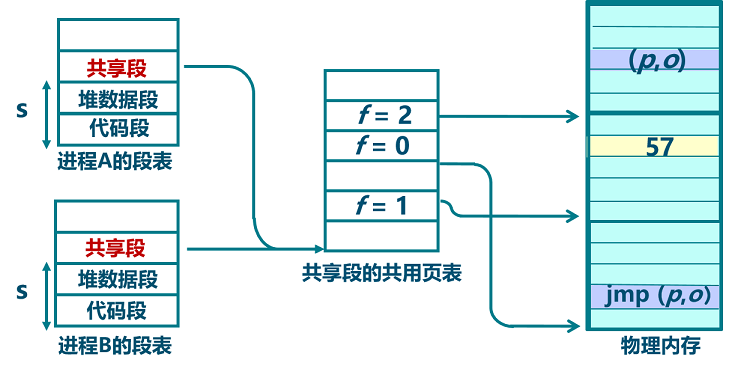 共享段
堆数据段
代码段
S
进程A的段表
共享段
堆数据段
代码段
S
进程B的段表
f = 2
f = 0
f = 1
共享段的共用页表
(p,o)
57
jmp (p,o)
物理内存